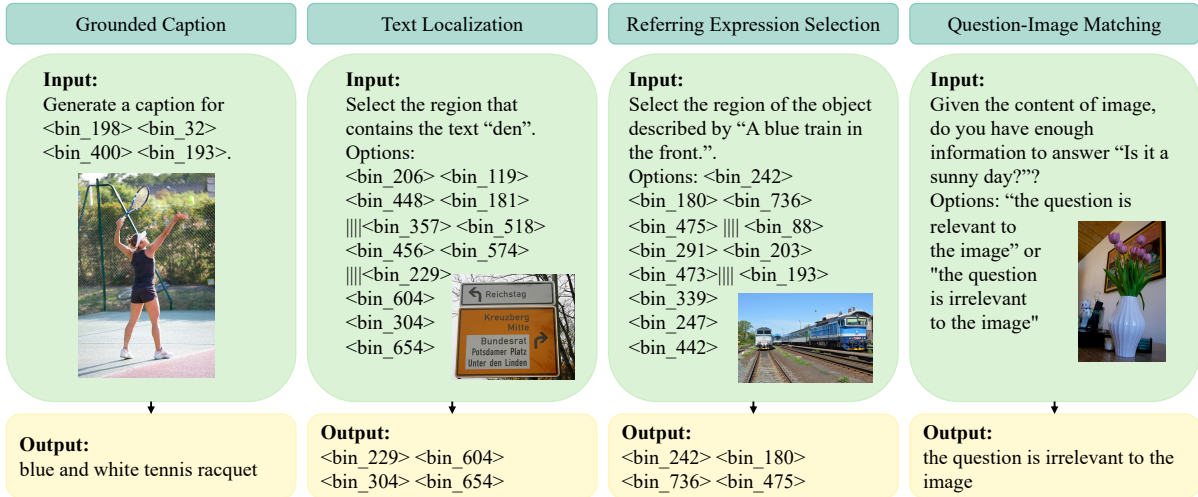 Grounded Caption
Input:
Generate a caption for
<bin_198> <bin_32>
<bin_400> <bin_193>.
Output:
blue and white tennis racquet
Text Localization
Input:
Select the region that
contains the text “den”.
Options:
<bin_206> <bin_119>
<bin_448> <bin_181>
||||<bin_357> <bin_518>
<bin_456> <bin_574>
||||<bin_229>
<bin_604>
<bin_304>
<bin_654>
Reichstag
Kreuzberg
Mitte
Bundesrat
Potsdamer Platz
Unter den Linden
Output:
<bin_229> <bin_604>
<bin_304> <bin_654>
Referring Expression Selection
Input:
Select the region of the object
described by “A blue train in
the front.”.
Options: <bin_242>
<bin_180> <bin_736>
<bin_475> |||| <bin_88>
<bin_291> <bin_203>
<bin_473>|||| <bin_193>
<bin_339>
<bin_247>
<bin_442>
Output:
<bin_242> <bin_180>
<bin_736> <bin_475>
Question-Image Matching
Input:
Given the content of image,
do you have enough
information to answer “Is it a
sunny day?”?
Options: “the question is
relevant to
the image” or
"the question
is irrelevant
to the image"
Output:
the question is irrelevant to the
image